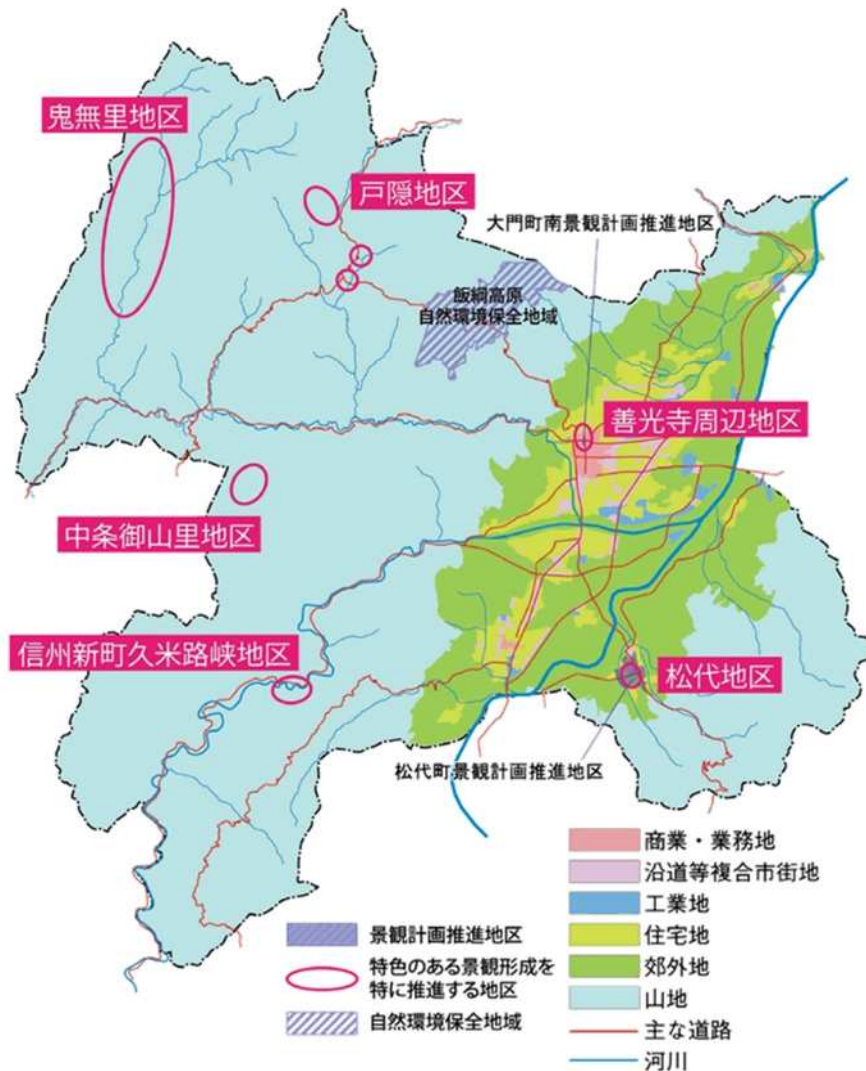 鬼無里地区
戸隠地区
大門町南景観計画推進地区
飯綱高原
自然環境保全地域
善光寺周辺地区
中条御山里地区
信州新町久米路峡地区
松代地区
松代町景観計画推進地区
商業・業務地
沿道等複合市街地
工業地
住宅地
郊外地
山地
主な道路
河川
景観計画推進地区
特色のある景観形成を
特に推進する地区
自然環境保全地域